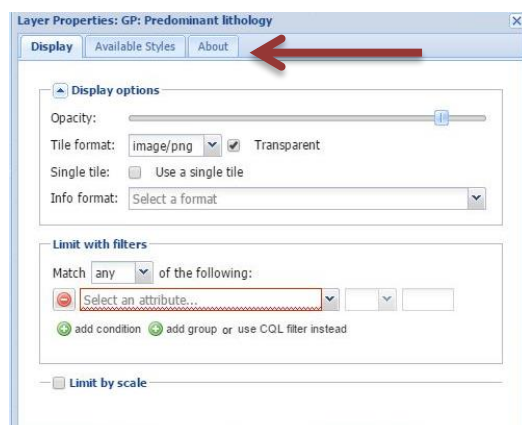 Layer Properties: GP: Predominant lithology
Display Available Styles About
Display options
Opacity:
Tile format: image/png Transparent
Single tile: Use a single tile
Info format: Select a format
Limit with filters
Match any of the following:
Select an attribute...
add condition add group or use CQL filter instead
Limit by scale